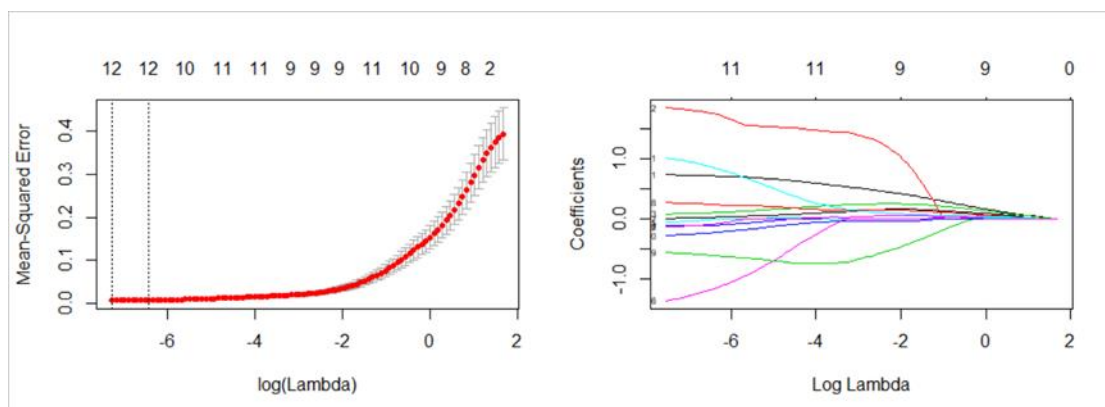 12 12 10 11 11 9 9 9 11 10 9 8 2
Mean-Squared Error
0.0 0.1 0.2 0.3 0.4
-6 -4 -2 0 2
log(Lambda)
11 11 9 9 0
Coefficients
-1.0 0.0 1.0
-6 -4 -2 0 2
Log Lambda